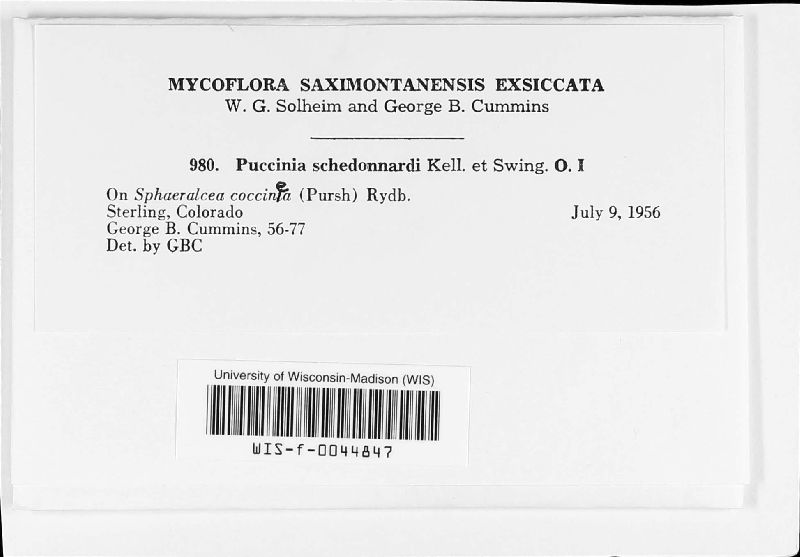 MYCOFLORA SAXIMONTANENSIS EXSICCATA
W. G. Solheim and George B. Cummins
980. Puccinia schedonnardi Kell. et Swing. O. I
On Sphaeralcea coccinea (Pursh) Rydb.
Sterling, Colorado July 9, 1956
George B. Cummins, 56-77
Det. by GBC
University of Wisconsin-Madison (WIS)
WIS-f-0044847